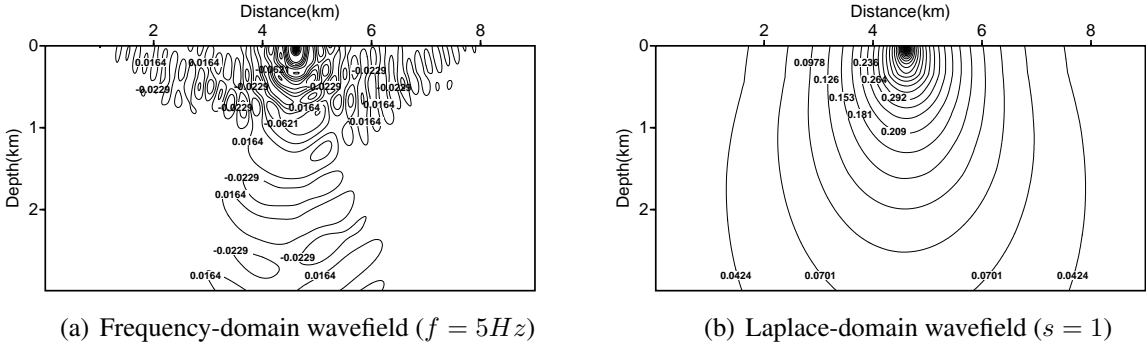 Distance(km)
2 4 6 8
0
1
2
Depth(km)
0.0164 0.0164 -0.0621 -0.0229
-0.0229 -0.0229 -0.0229 -0.0229
-0.0229 0.0164 0.0164
-0.0621 -0.0164
0.0164
-0.0229
0.0164
-0.0229
-0.0229
0.0164 0.0164
(a) Frequency-domain wavefield (f = 5Hz)
Distance(km)
2 4 6 8
0
1
2
Depth(km)
0.0978 0.236
0.126 0.264
0.153 0.292
0.181
0.209
0.0424 0.0701 0.0701 0.0424
(b) Laplace-domain wavefield (s = 1)